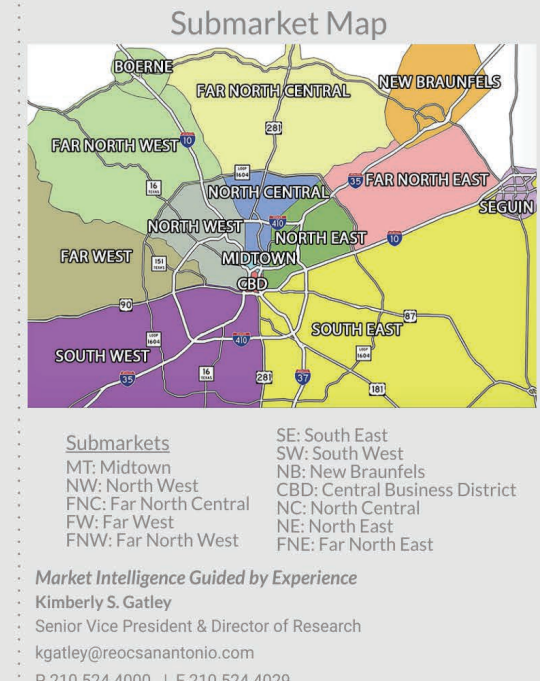 Submarket Map
BOERNE
FAR NORTH CENTRAL
NEW BRAUNFELS
281
FAR NORTH WEST
10
LOOP
1604
35
FAR NORTH EAST
16
TEXAS
NORTH CENTRAL
SEGUIN
NORTH WEST
410
NORTH EAST
10
FAR WEST
151
TEXAS
MIDTOWN
CBD
90
87
SOUTH EAST
LOOP
1604
410
LOOP
1604
SOUTH WEST
35
16
TEXAS
281
37
181
Submarkets
MT: Midtown
NW: North West
FNC: Far North Central
FW: Far West
FNW: Far North West
SE: South East
SW: South West
NB: New Braunfels
CBD: Central Business District
NC: North Central
NE: North East
FNE: Far North East
Market Intelligence Guided by Experience
Kimberly S. Gatley
Senior Vice President & Director of Research
kgatley@reocsanantonio.com
P 210 524 4000 | F 210 524 4029